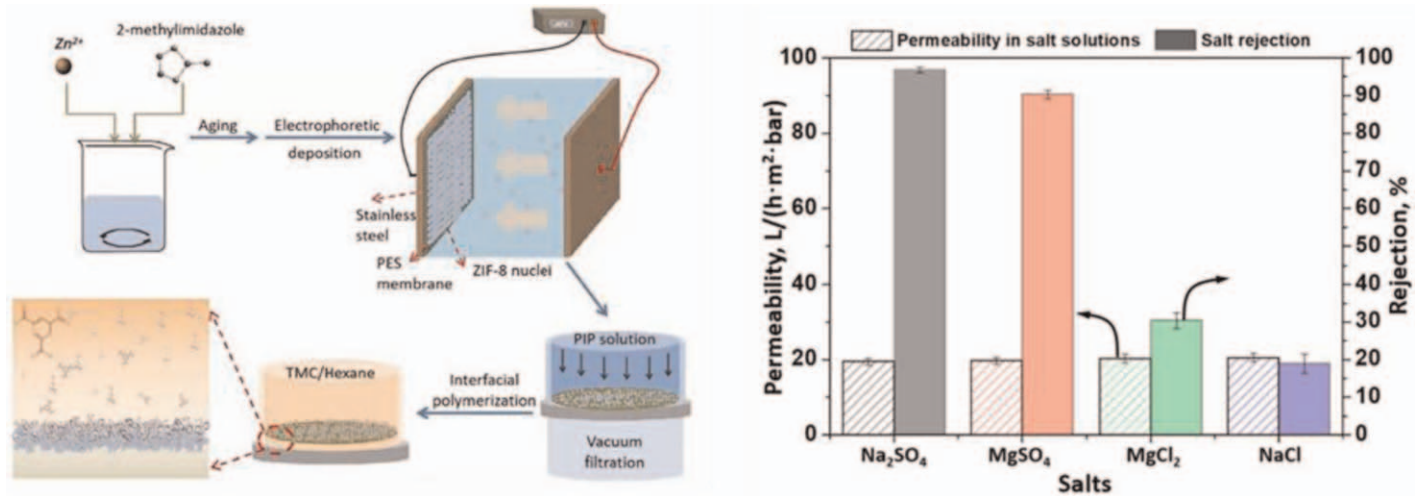 Zn²⁺
2-methylimidazole
Aging
Electrophoretic
deposition
Stainless
steel
PES
membrane
ZIF-8 nuclei
PIP solution
Vacuum
filtration
Interfacial
polymerization
TMC/Hexane
Permeability in salt solutions
Salt rejection
Permeability, L/(h·m²·bar)
100
80
60
40
20
0
100
90
80
70
60
50
40
30
20
10
0
Rejection, %
Na₂SO₄
MgSO₄
MgCl₂
NaCl
Salts